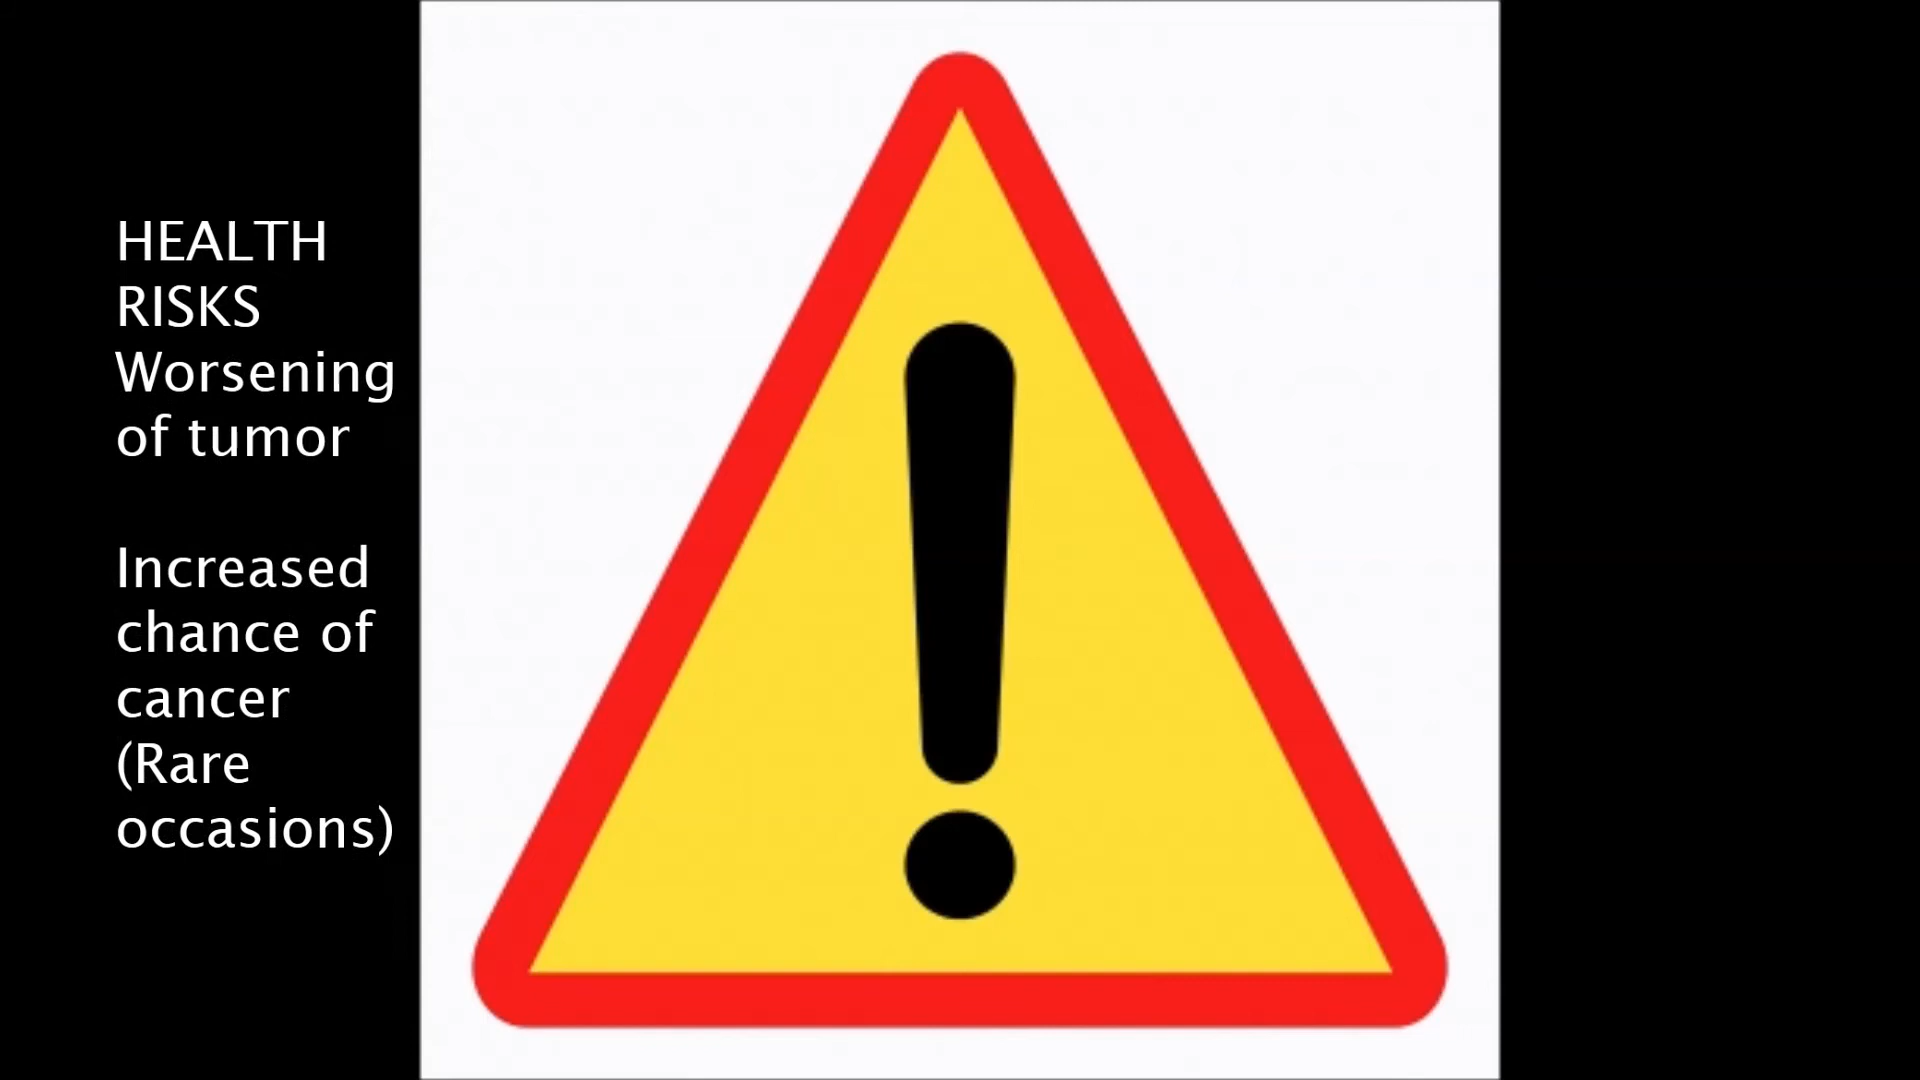 HEALTH
RISKS
Worsening
of tumor
Increased
chance of
cancer
(Rare
occasions)